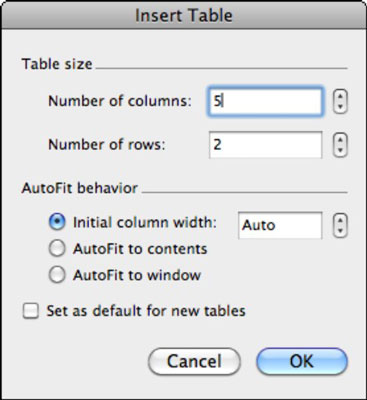 Insert Table
Table size
Number of columns: 5
Number of rows: 2
AutoFit behavior
Initial column width: Auto
AutoFit to contents
AutoFit to window
Set as default for new tables
Cancel OK